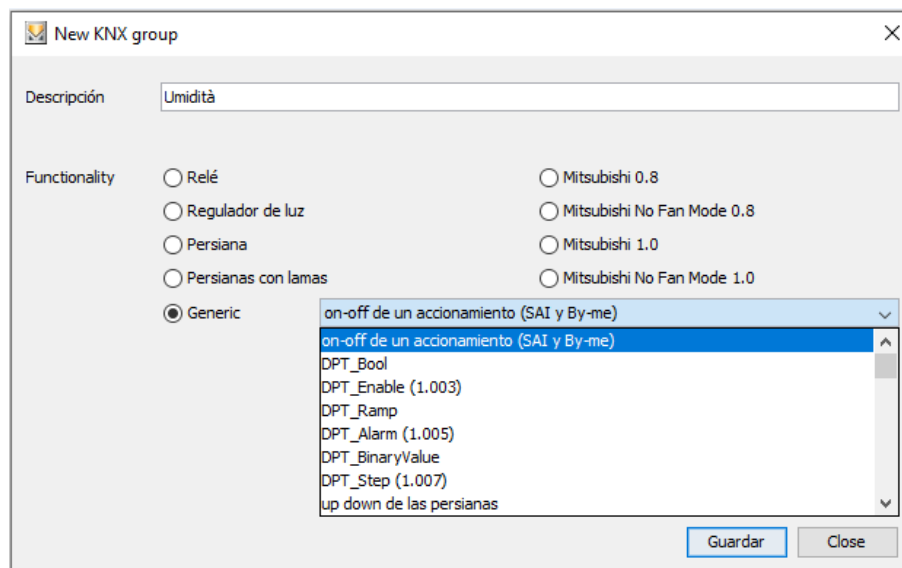 New KNX group
Descripción Umidità
Functionality Relé Mitsubishi 0.8
Regulador de luz Mitsubishi No Fan Mode 0.8
Persiana Mitsubishi 1.0
Persianas con lamas Mitsubishi No Fan Mode 1.0
Generic on-off de un accionamiento (SAI y By-me)
on-off de un accionamiento (SAI y By-me)
DPT_Bool
DPT_Enable (1.003)
DPT_Ramp
DPT_Alarm (1.005)
DPT_BinaryValue
DPT_Step (1.007)
up down de las persianas
Guardar Close